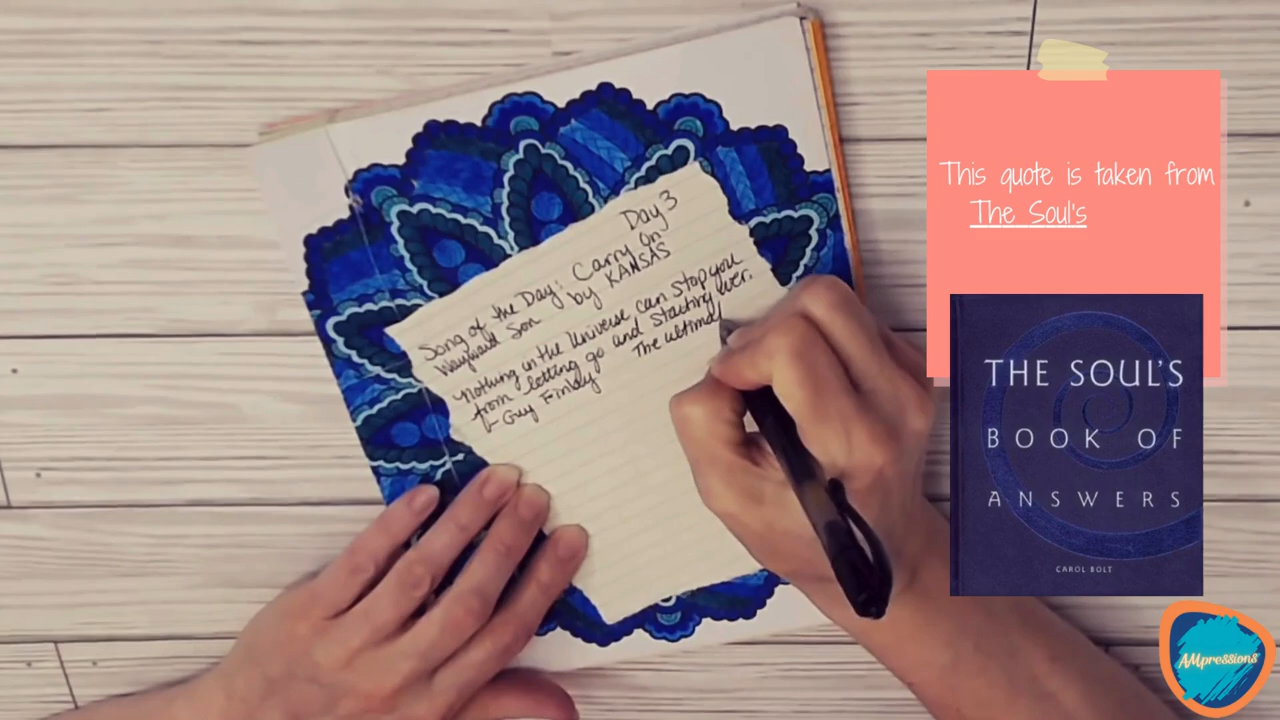 Day 3
Song of the Day: Carry On
Wayward Son by KANSAS
Nothing in the Universe can stop you
from letting go and starting over.
- Guy Finley
The ultimat
This quote is taken from
The Soul's
THE SOUL'S
BOOK OF
ANSWERS
CAROL BOLT
AMpressions